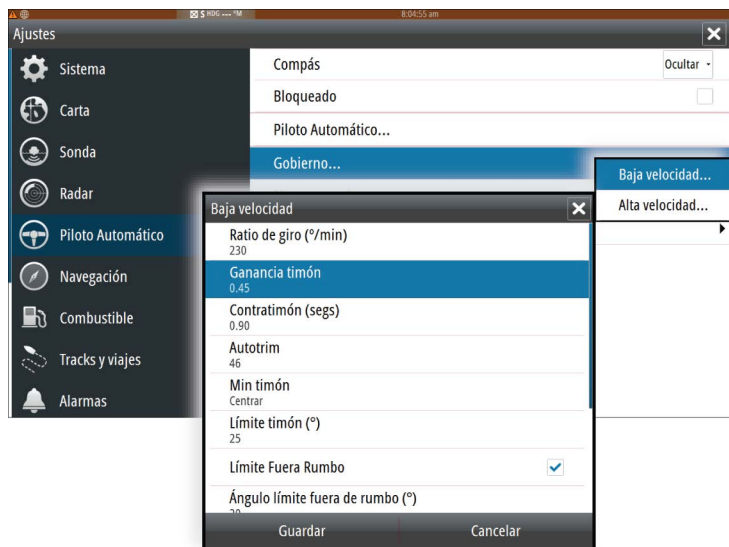 S HDG --- °M
8:04:55 am
Ajustes
Sistema
Carta
Sonda
Radar
Piloto Automático
Navegación
Combustible
Tracks y viajes
Alarmas
Compás
Ocultar
Bloqueado
Piloto Automático...
Gobierno...
Baja velocidad...
Alta velocidad...
Baja velocidad
Ratio de giro (°/min)
230
Ganancia timón
0.45
Contratimón (segs)
0.90
Autotrim
46
Min timón
Centrar
Límite timón (°)
25
Límite Fuera Rumbo
Ángulo límite fuera de rumbo (°)
Guardar
Cancelar